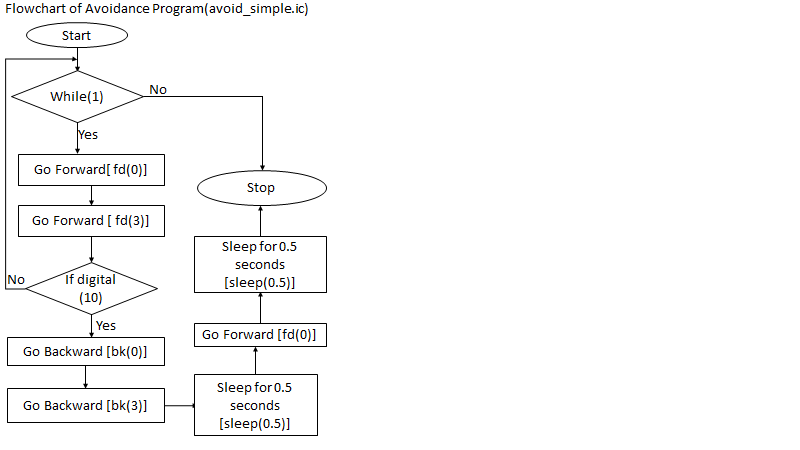 Flowchart of Avoidance Program(avoid_simple.ic)
Start
While(1)
No
Yes
Go Forward[ fd(0)]
Go Forward [ fd(3)]
If digital
(10)
No
Yes
Go Backward [bk(0)]
Go Backward [bk(3)]
Sleep for 0.5
seconds
[sleep(0.5)]
Go Forward [fd(0)]
Sleep for 0.5
seconds
[sleep(0.5)]
Stop